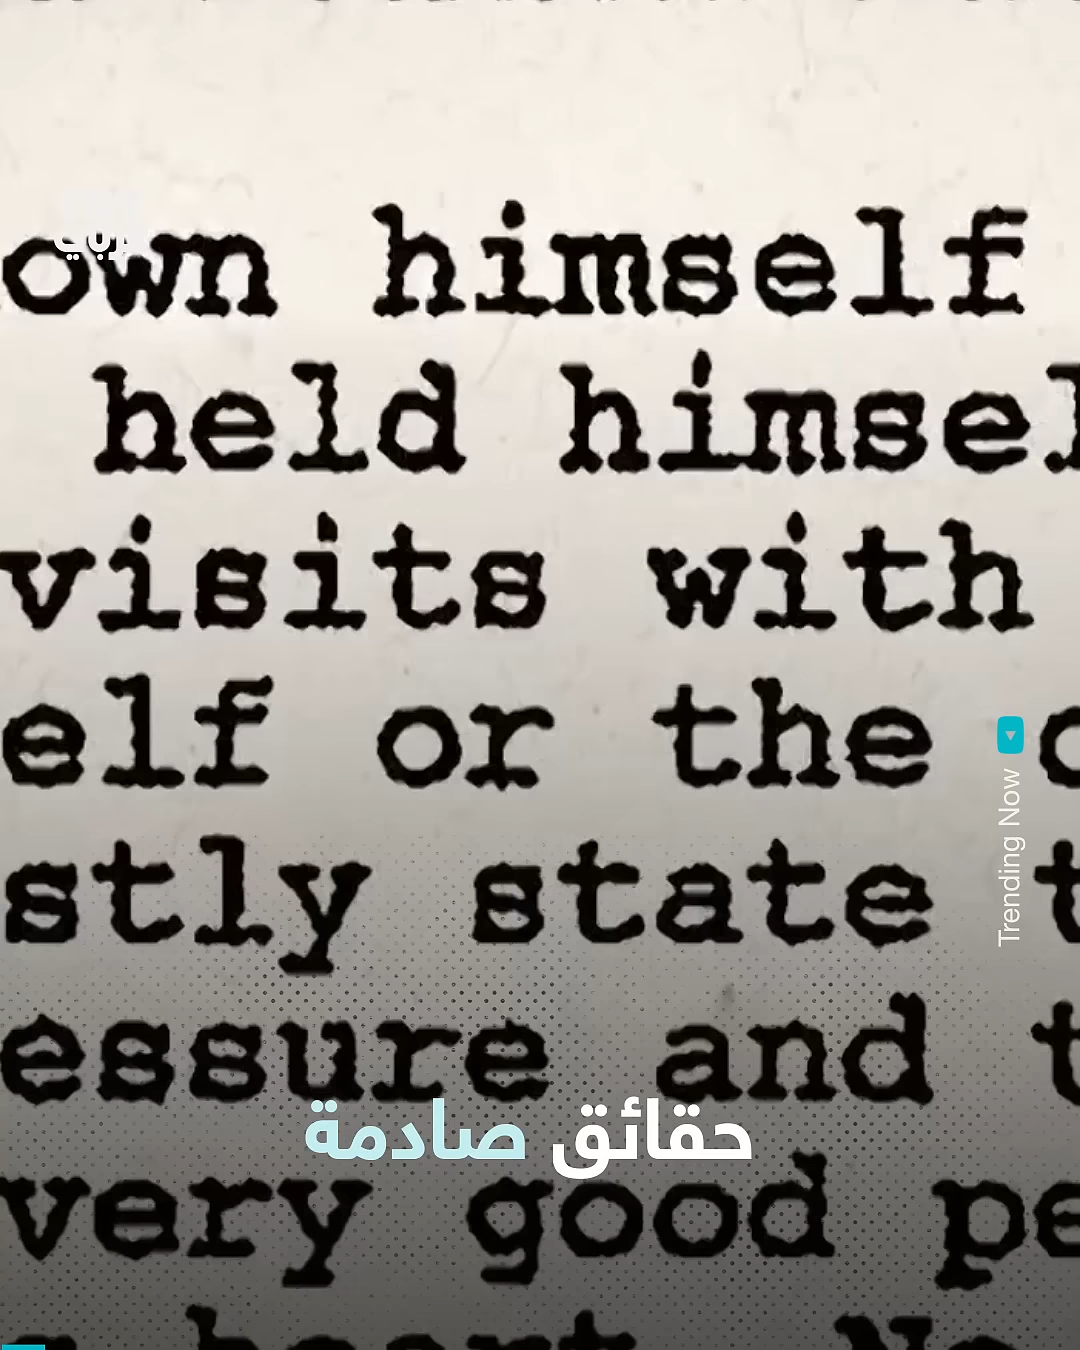 own himself
held himsel
visits with
elf or the
Trending Now
stly state t
essure and t
حقائق صادمة
very good pe
heart